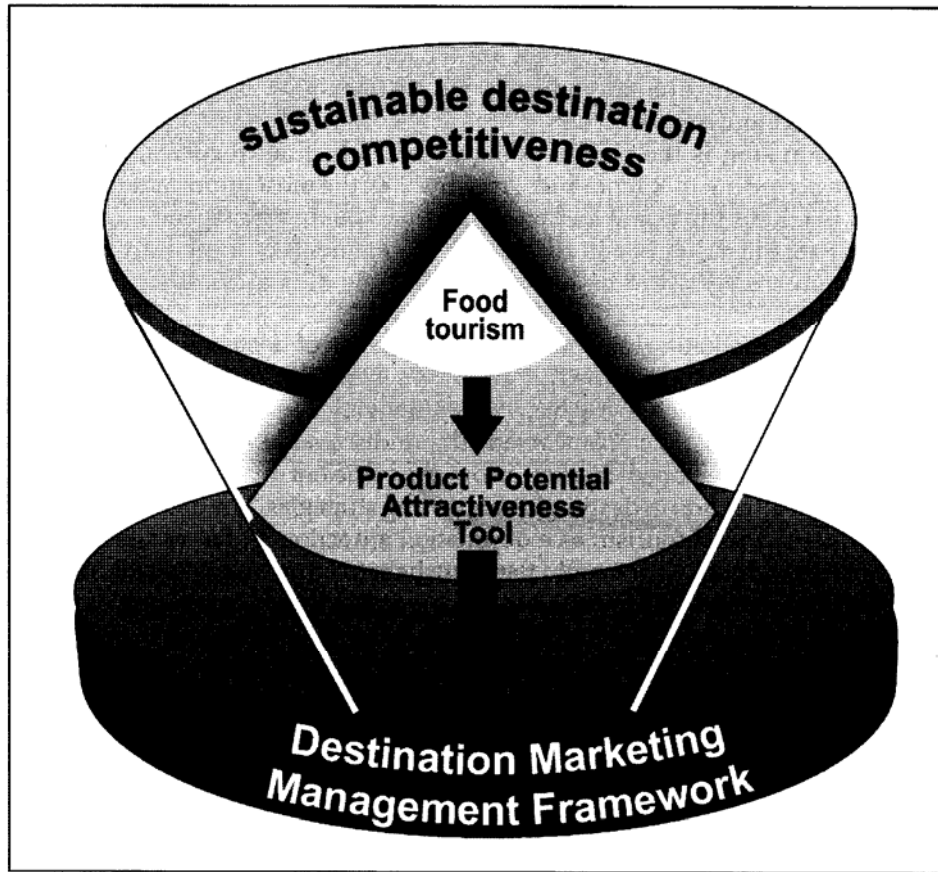 sustainable destination
competitiveness
Food
tourism
Product Potential
Attractiveness
Tool
Destination Marketing
Management Framework